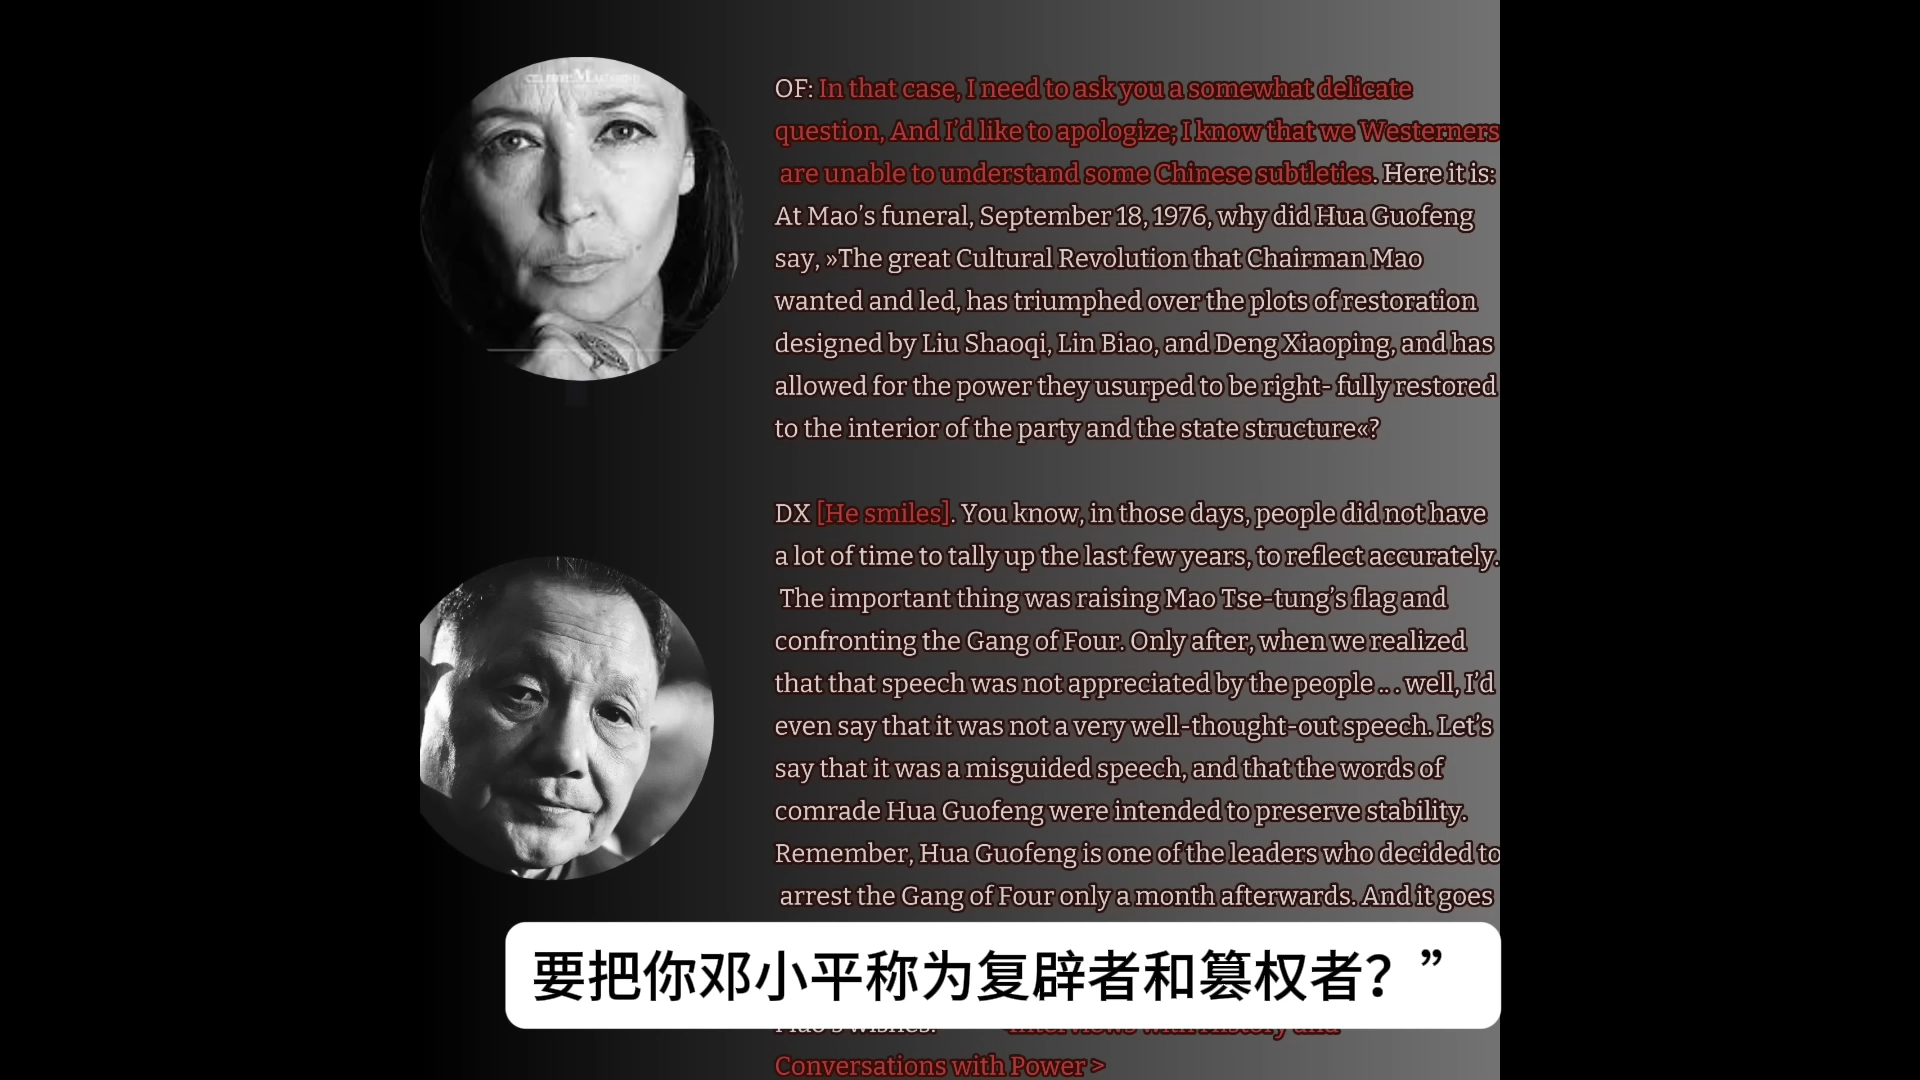 OF: In that case, I need to ask you a somewhat delicate
question, And I’d like to apologize; I know that we Westerners
are unable to understand some Chinese subtleties. Here it is:
At Mao’s funeral, September 18, 1976, why did Hua Guofeng
say, »The great Cultural Revolution that Chairman Mao
wanted and led, has triumphed over the plots of restoration
designed by Liu Shaoqi, Lin Biao, and Deng Xiaoping, and has
allowed for the power they usurped to be right- fully restored
to the interior of the party and the state structure«?
DX [He smiles]. You know, in those days, people did not have
a lot of time to tally up the last few years, to reflect accurately.
The important thing was raising Mao Tse-tung’s flag and
confronting the Gang of Four. Only after, when we realized
that that speech was not appreciated by the people .. . well, I’d
even say that it was not a very well-thought-out speech. Let’s
say that it was a misguided speech, and that the words of
comrade Hua Guofeng were intended to preserve stability.
Remember, Hua Guofeng is one of the leaders who decided to
arrest the Gang of Four only a month afterwards. And it goes
要把你邓小平称为复辟者和篡权者？”
Mao’s wishes. Interviews with History and
Conversations with Power >